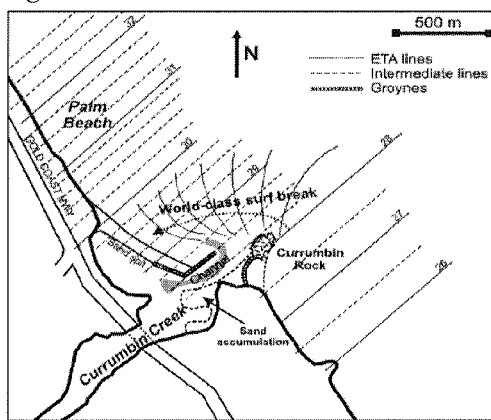 500 m
N
ETA lines
Intermediate lines
Groynes
Palm
Beach
GOLD COAST HWY
32
31
30
29
28
27
26
World-class surf break
Currumbin
Rock
Sand Spit
Channel
Currumbin Creek
Sand
accumulation